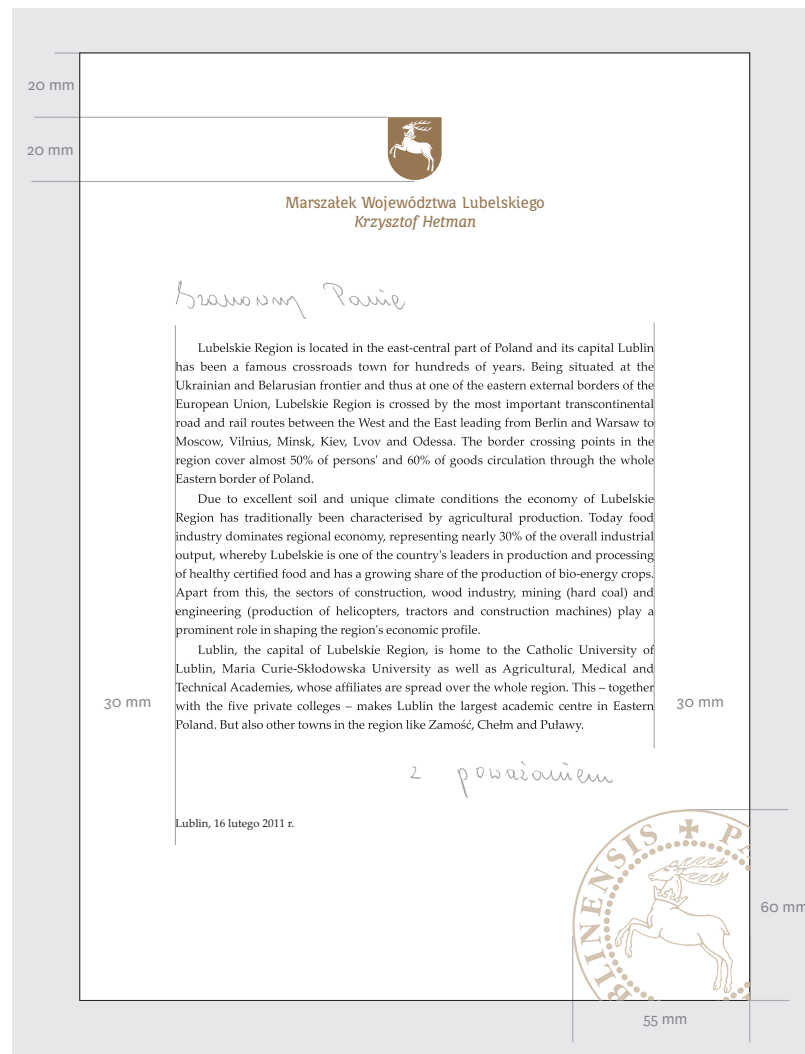 20 mm
20 mm
Marszałek Województwa Lubelskiego
Krzysztof Hetman
Szanowny Panie
Lubelskie Region is located in the east-central part of Poland and its capital Lublin
has been a famous crossroads town for hundreds of years. Being situated at the
Ukrainian and Belarusian frontier and thus at one of the eastern external borders of the
European Union, Lubelskie Region is crossed by the most important transcontinental
road and rail routes between the West and the East leading from Berlin and Warsaw to
Moscow, Vilnius, Minsk, Kiev, Lvov and Odessa. The border crossing points in the
region cover almost 50% of persons' and 60% of goods circulation through the whole
Eastern border of Poland.
Due to excellent soil and unique climate conditions the economy of Lubelskie
Region has traditionally been characterised by agricultural production. Today food
industry dominates regional economy, representing nearly 30% of the overall industrial
output, whereby Lubelskie is one of the country's leaders in production and processing
of healthy certified food and has a growing share of the production of bio-energy crops.
Apart from this, the sectors of construction, wood industry, mining (hard coal) and
engineering (production of helicopters, tractors and construction machines) play a
prominent role in shaping the region's economic profile.
Lublin, the capital of Lubelskie Region, is home to the Catholic University of
Lublin, Maria Curie-Skłodowska University as well as Agricultural, Medical and
Technical Academies, whose affiliates are spread over the whole region. This – together
with the five private colleges – makes Lublin the largest academic centre in Eastern
Poland. But also other towns in the region like Zamość, Chełm and Puławy.
30 mm
30 mm
z poważaniem
Lublin, 16 lutego 2011 r.
BLINENSIS ✠ PA
60 mm
55 mm